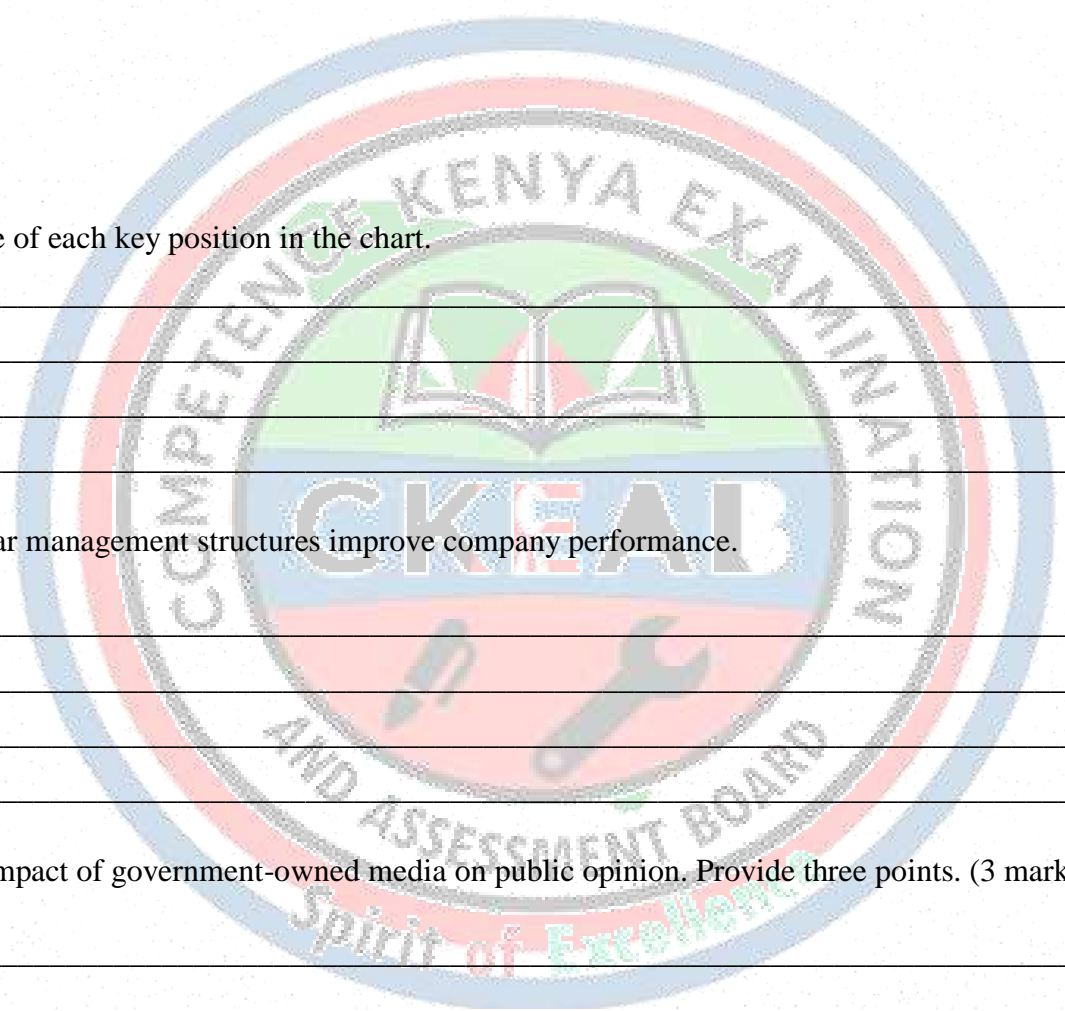 COMPETENCE KENYA EXAMINATION
e of each key position in the chart.
CKEAB
ar management structures improve company performance.
AND ASSESSMENT BOARD
mpact of government-owned media on public opinion. Provide three points. (3 mark
Spirit of Excellence